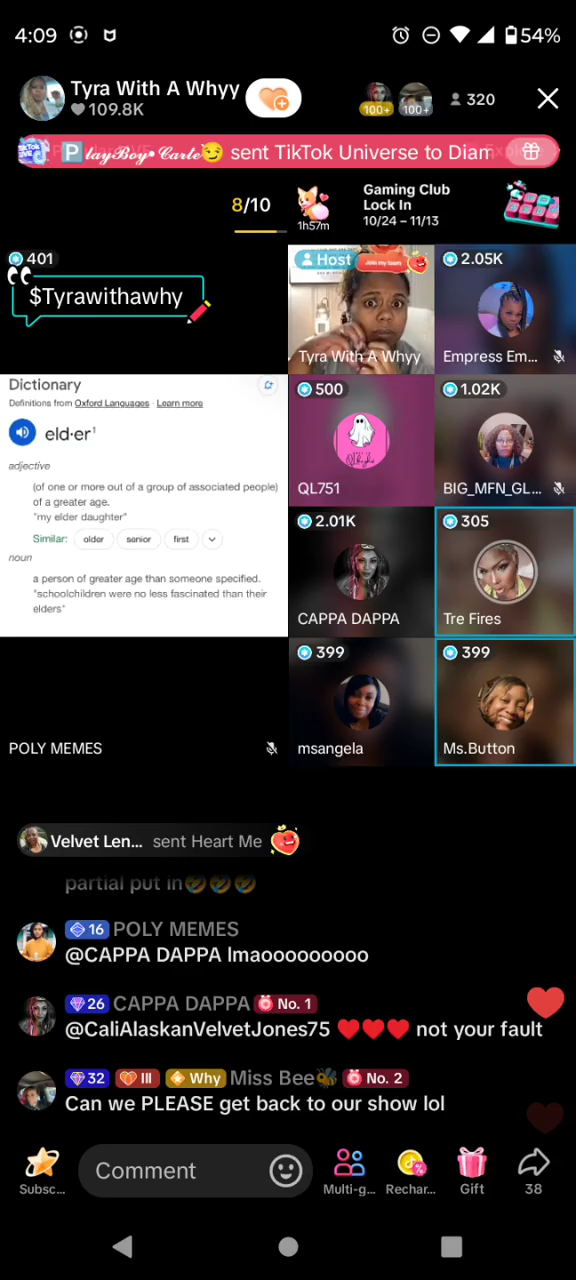 4:09
54%
Tyra With A Whyy
109.8K
100+
100+
320
🅿️𝓵𝓪𝔂𝓑𝓸𝔂•𝓒𝓪𝓻𝓽𝓮😏 sent TikTok Universe to Diam
8/10
1h57m
Gaming Club
Lock In
10/24 – 11/13
401
$Tyrawithawhy
Host
Join my team
Tyra With A Whyy
2.05K
Empress Em...
Dictionary
Definitions from Oxford Languages · Learn more
eld·er¹
adjective
(of one or more out of a group of associated people)
of a greater age.
"my elder daughter"
Similar:
older
senior
first
noun
a person of greater age than someone specified.
"schoolchildren were no less fascinated than their
elders"
POLY MEMES
500
QL751
1.02K
BIG_MFN_GL...
2.01K
CAPPA DAPPA
305
Tre Fires
399
msangela
399
Ms.Button
Velvet Len... sent Heart Me
partial put in🤣🤣🤣
16 POLY MEMES
@CAPPA DAPPA lmaooooooooo
26 CAPPA DAPPA No. 1
@CaliAlaskanVelvetJones75 ❤️❤️❤️ not your fault
32 III Why Miss Bee🐝 No. 2
Can we PLEASE get back to our show lol
Subsc...
Comment
Multi-g...
Rechar...
Gift
38